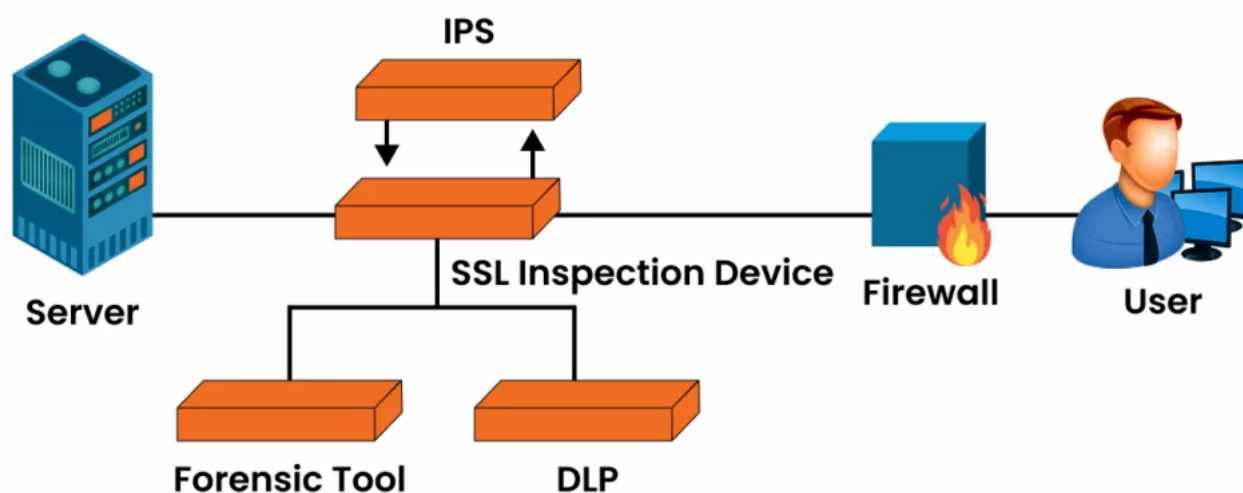 IPS
SSL Inspection Device
Server
Firewall
User
Forensic Tool
DLP